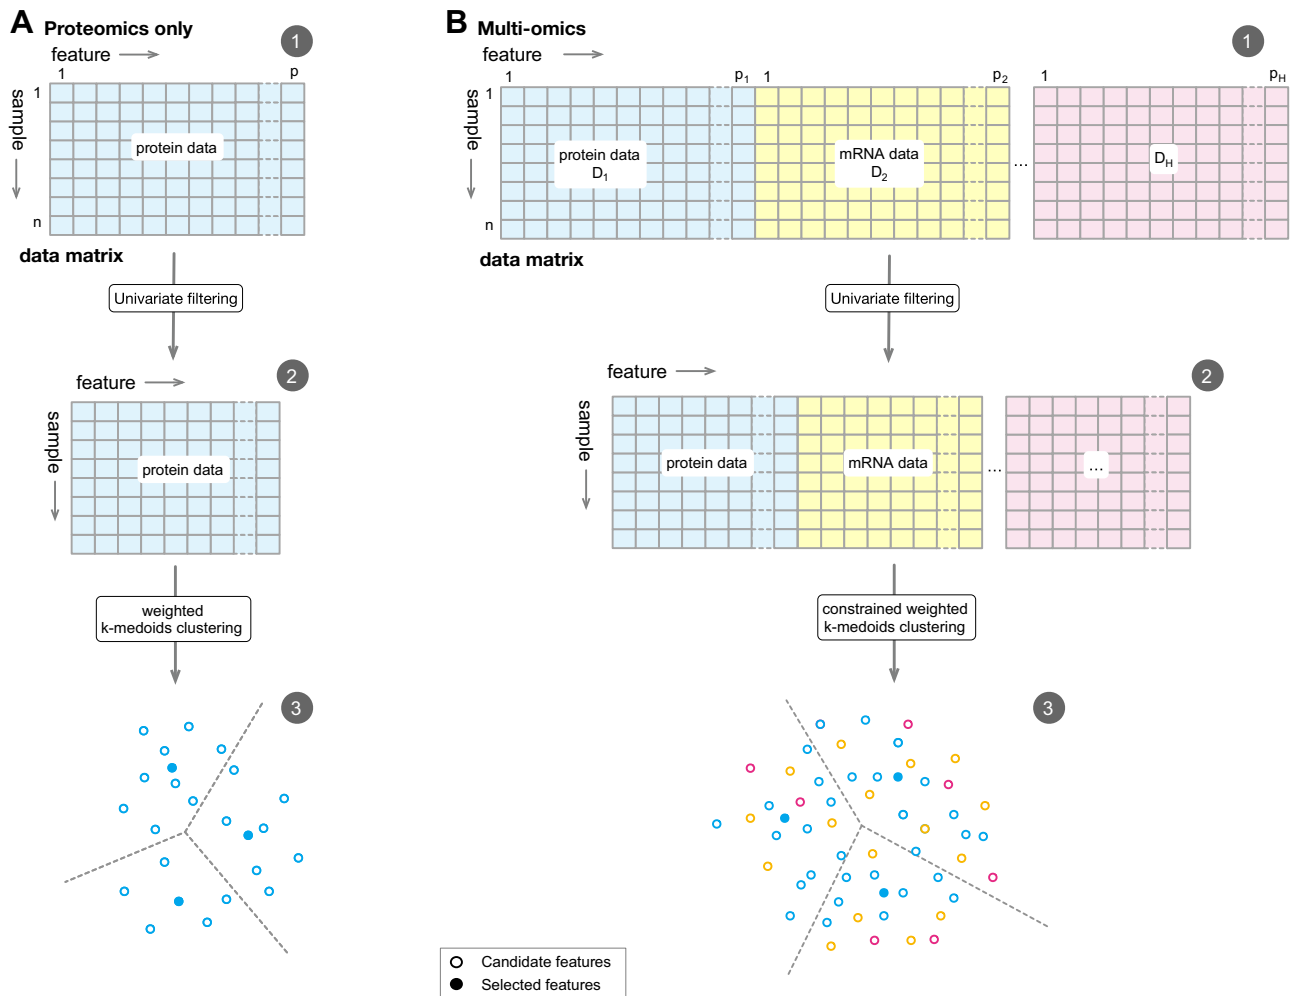 A Proteomics only
1
feature
1 p
sample
1
protein data
n
data matrix
Univariate filtering
2
feature
sample
protein data
weighted
k-medoids clustering
3
B Multi-omics
1
feature
1 p1 1 p2 1 pH
sample
1
protein data
D1
mRNA data
D2
...
DH
n
data matrix
Univariate filtering
2
feature
sample
protein data
mRNA data
...
...
constrained weighted
k-medoids clustering
3
Candidate features
Selected features